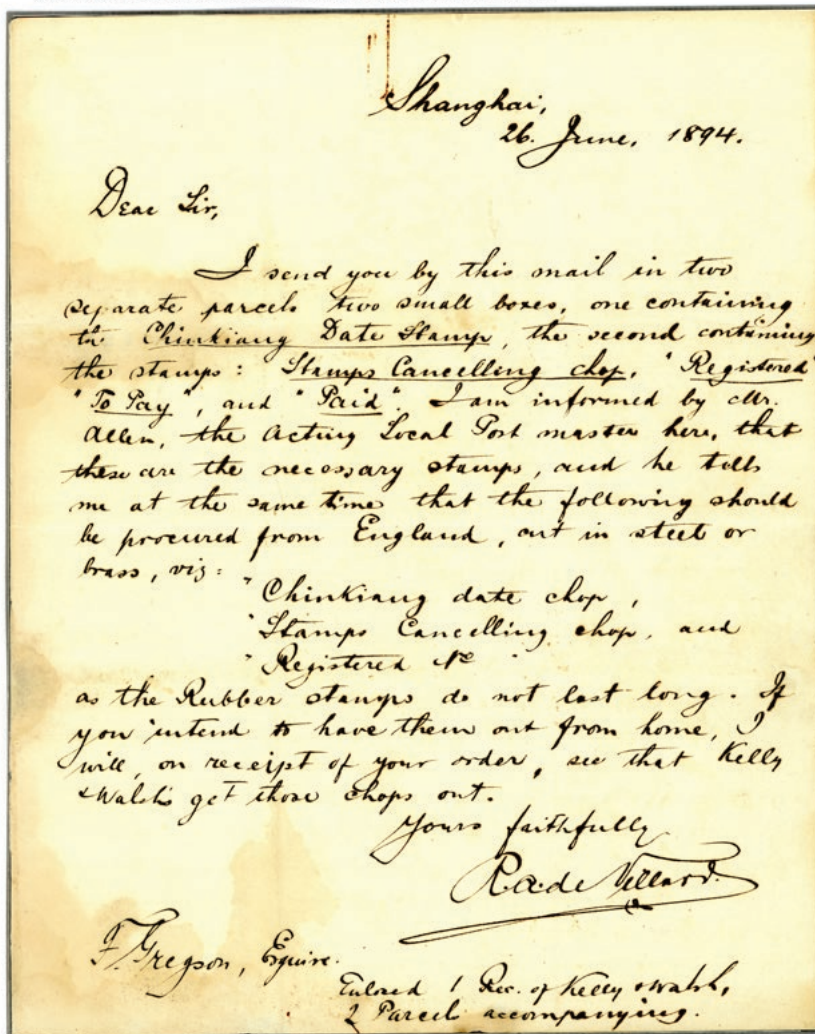 Shanghai,
26. June, 1894.
Dear Sir,
I send you by this mail in two
separate parcels two small boxes, one containing
the Chinkiang Date Stamp, the second containing
the stamps: Stamps Cancelling chop, "Registered"
"To Pay", and "Paid". I am informed by Mr.
Allen, the Acting Local Post master here, that
these are the necessary stamps, and he tells
me at the same time that the following should
be procured from England, cut in steel or
brass, viz:
"Chinkiang date chop,
"Stamps Cancelling chop, and
"Registered No "
as the Rubber stamps do not last long. If
you intend to have them out from home, I
will, on receipt of your order, see that Kelly
& Walsh get those chops out.
Yours faithfully
R.A. de Villard.
F. Gregson, Esquire.
Enclosed 1 Rec. of Kelly & Walsh,
2 Parcels accompanying.